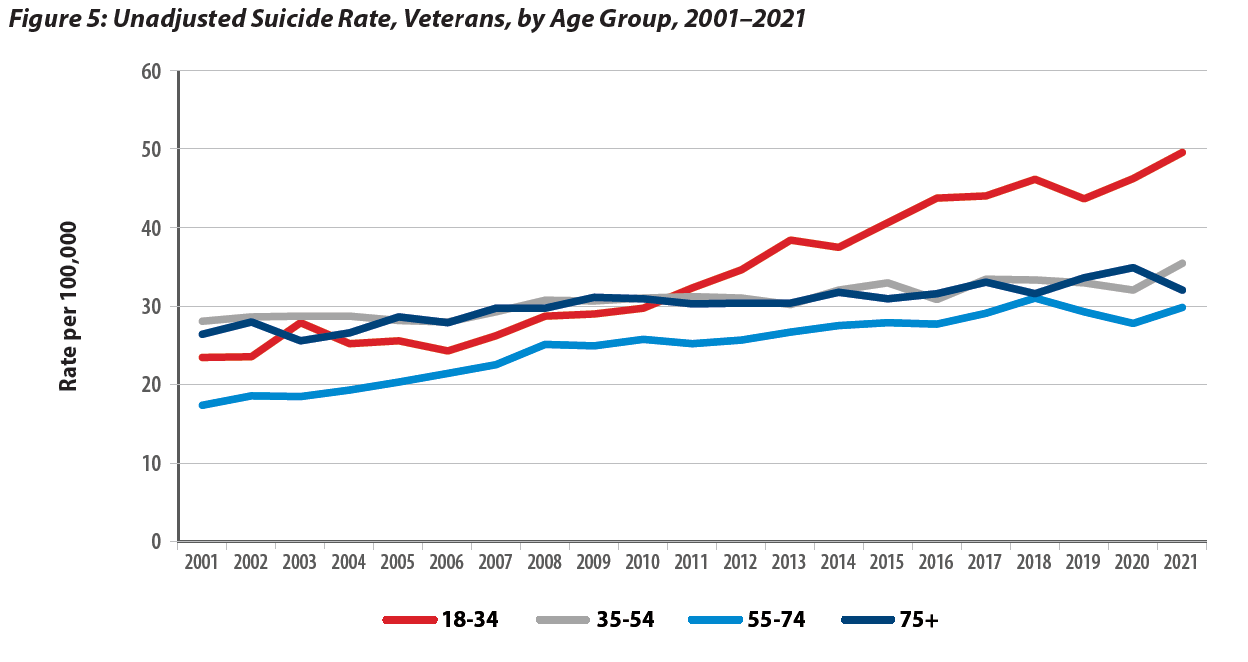 Figure 5: Unadjusted Suicide Rate, Veterans, by Age Group, 2001–2021
60
50
40
30
20
10
0
Rate per 100,000
2001 2002 2003 2004 2005 2006 2007 2008 2009 2010 2011 2012 2013 2014 2015 2016 2017 2018 2019 2020 2021
18-34 35-54 55-74 75+